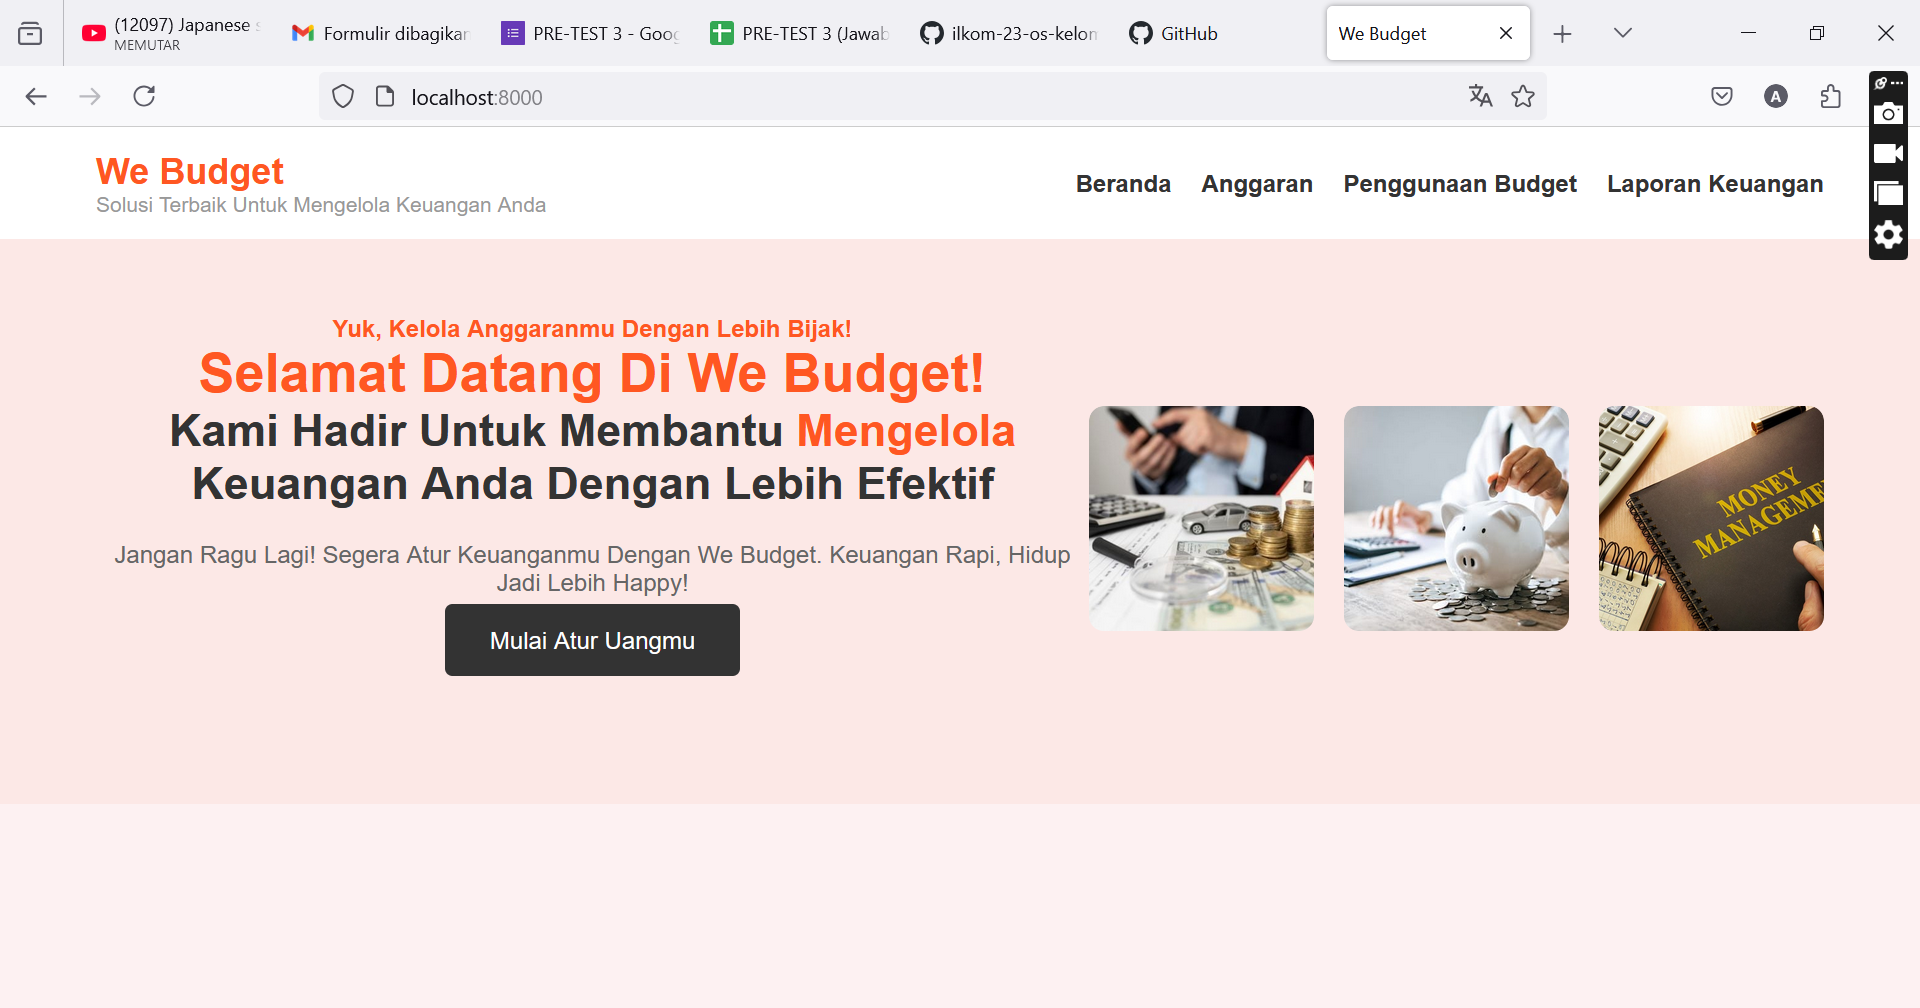 (12097) Japanese
MEMUTAR
Formulir dibagikan
PRE-TEST 3 - Goog
PRE-TEST 3 (Jawab
ilkom-23-os-kelom
GitHub
We Budget
localhost:8000
A
We Budget
Solusi Terbaik Untuk Mengelola Keuangan Anda
Beranda
Anggaran
Penggunaan Budget
Laporan Keuangan
Yuk, Kelola Anggaranmu Dengan Lebih Bijak!
Selamat Datang Di We Budget!
Kami Hadir Untuk Membantu Mengelola
Keuangan Anda Dengan Lebih Efektif
Jangan Ragu Lagi! Segera Atur Keuanganmu Dengan We Budget. Keuangan Rapi, Hidup
Jadi Lebih Happy!
Mulai Atur Uangmu
MONEY
MANAGEME